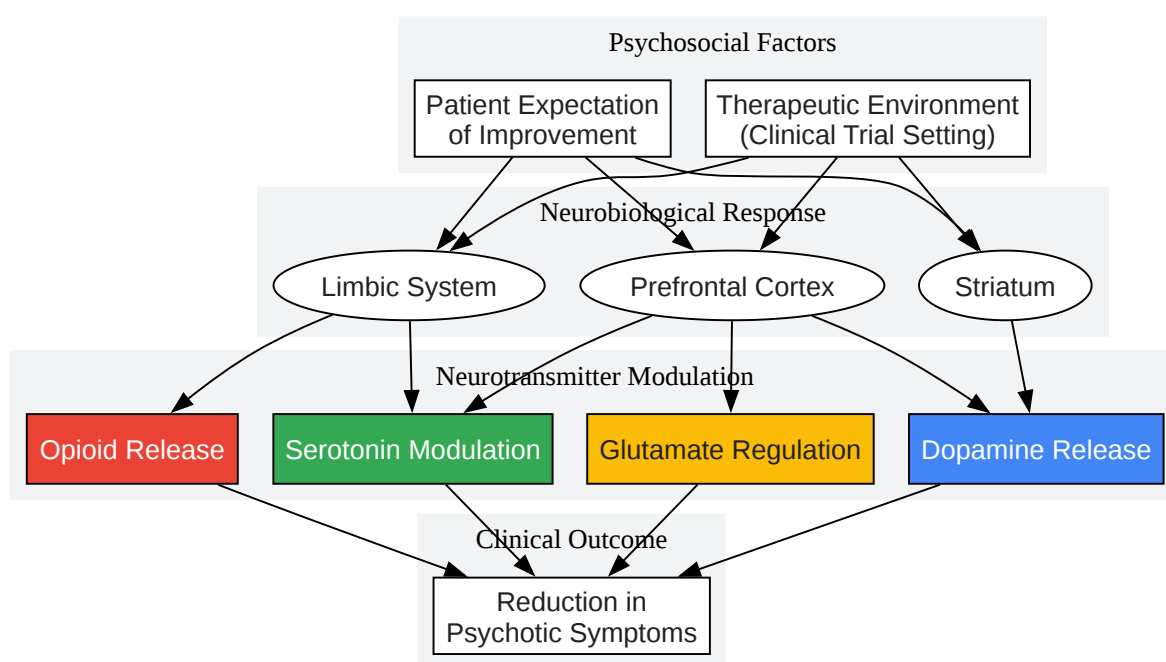 Psychosocial Factors
Patient Expectation
of Improvement
Therapeutic Environment
(Clinical Trial Setting)
Neurobiological Response
Limbic System
Prefrontal Cortex
Striatum
Neurotransmitter Modulation
Opioid Release
Serotonin Modulation
Glutamate Regulation
Dopamine Release
Clinical Outcome
Reduction in
Psychotic Symptoms